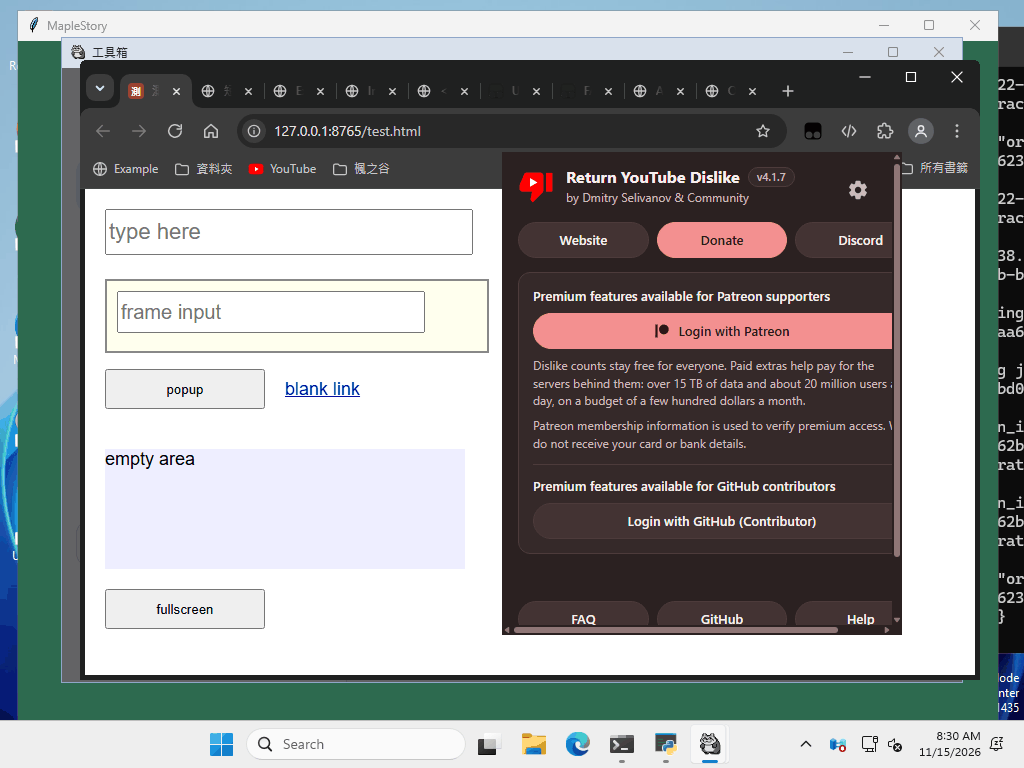 MapleStory
工具箱
測
127.0.0.1:8765/test.html
Example
資料夾
YouTube
楓之谷
所有書籤
type here
frame input
popup
blank link
empty area
fullscreen
Return YouTube Dislike
v4.1.7
by Dmitry Selivanov & Community
Website
Donate
Discord
Premium features available for Patreon supporters
Login with Patreon
Dislike counts stay free for everyone. Paid extras help pay for the
servers behind them: over 15 TB of data and about 20 million users
day, on a budget of a few hundred dollars a month.
Patreon membership information is used to verify premium access.
do not receive your card or bank details.
Premium features available for GitHub contributors
Login with GitHub (Contributor)
FAQ
GitHub
Help
Search
8:30 AM
11/15/2026